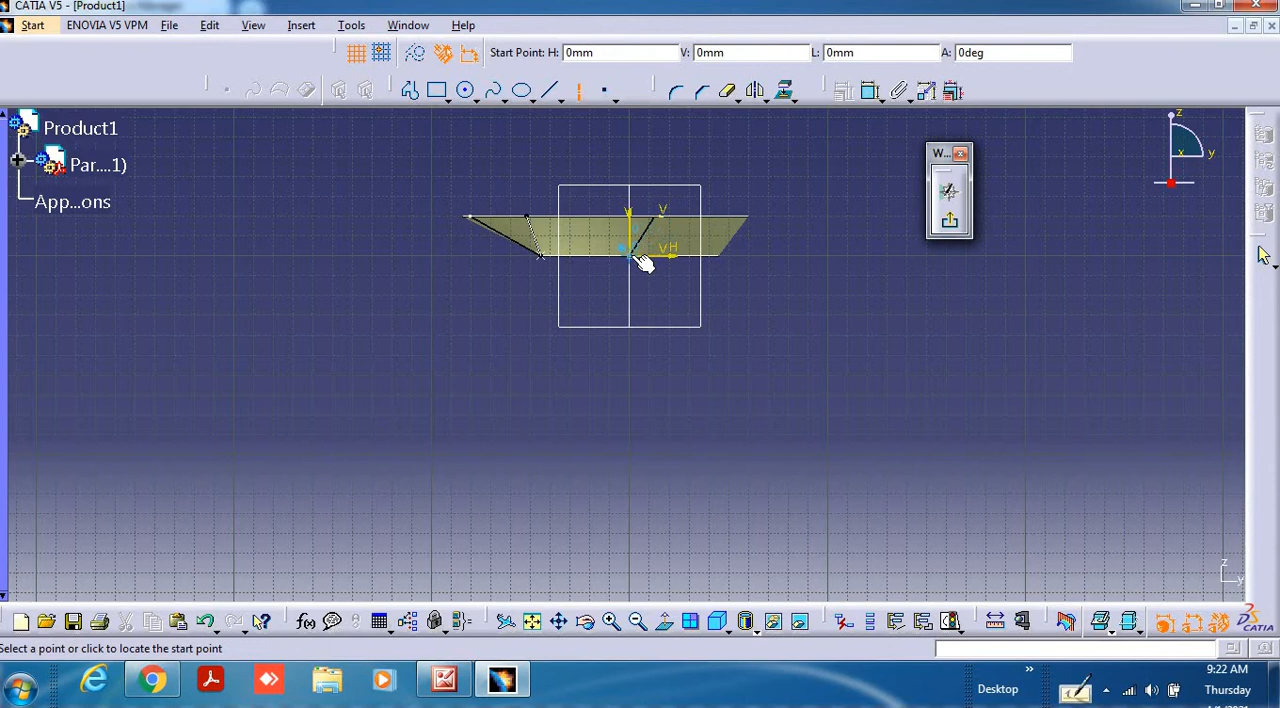 CATIA V5 - [Product1]
Start ENOVIA V5 VPM File Edit View Insert Tools Window Help
Start Point: H: 0mm V: 0mm L: 0mm A: 0deg
Product1
Par....1)
App...ons
W...
z
x y
V V
V H
z
y
f(x)
CATIA
Select a point or click to locate the start point
9:22 AM
Desktop
Thursday